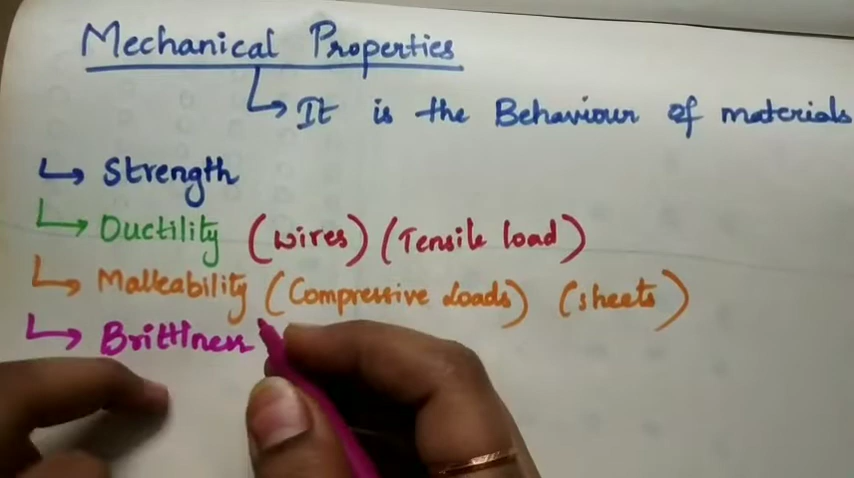 Mechanical Properties
↳ It is the Behaviour of materials
↳ Strength
↳ Ductility (wires) (Tensile load)
↳ Malleability (Compressive Loads) (sheets)
↳ Brittlness